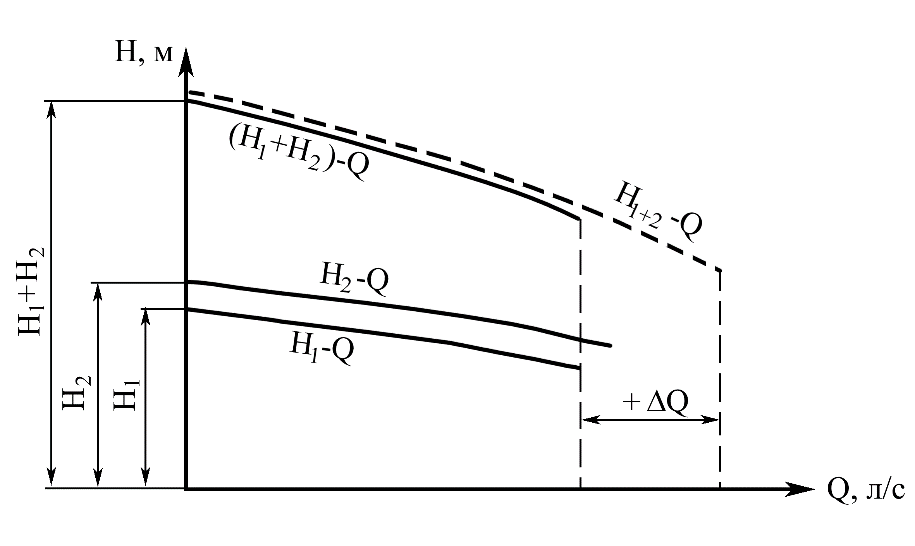 H, м
(H₁+H₂)-Q
H₁₊₂-Q
H₂-Q
H₁-Q
H₁+H₂
H₂
H₁
+ΔQ
Q, л/с